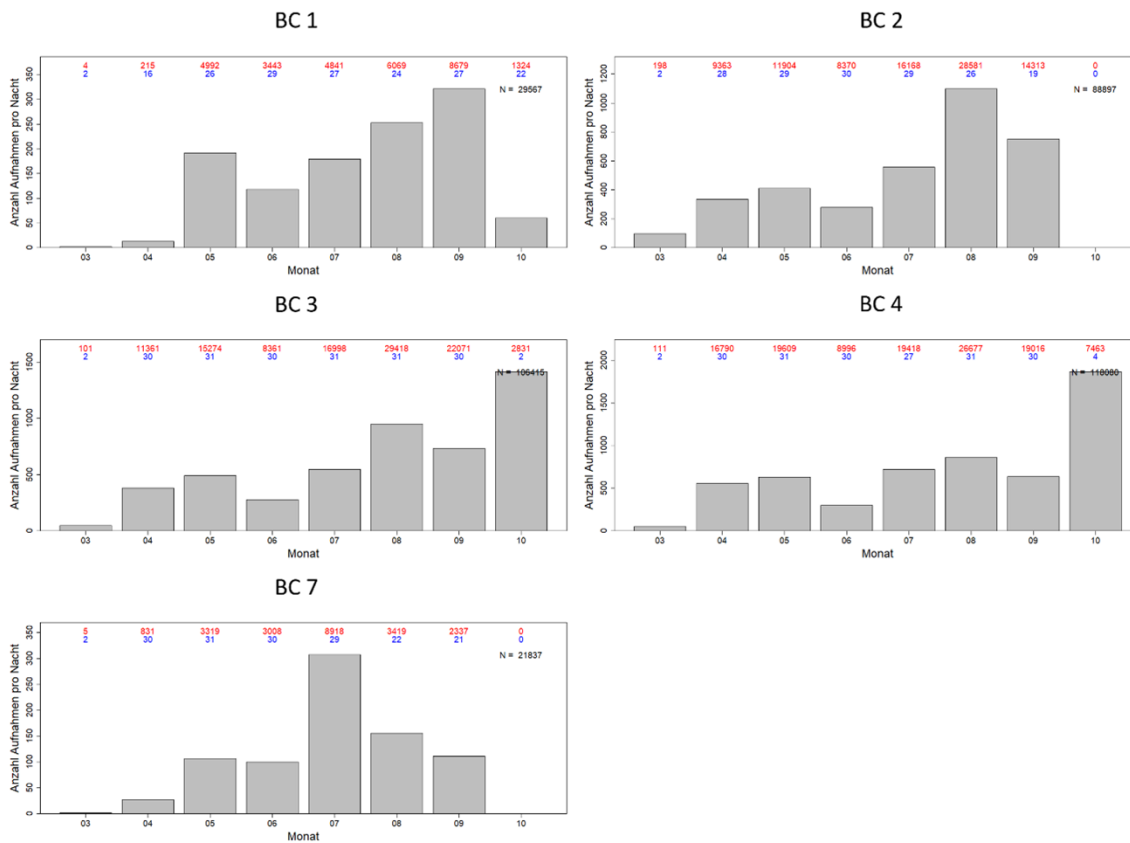 BC 1
4 215 4992 3443 4841 6069 8679 1324
2 16 26 29 27 24 27 22
N = 29567
350
300
250
200
150
100
50
0
Anzahl Aufnahmen pro Nacht
03 04 05 06 07 08 09 10
Monat
BC 2
198 9363 11904 8370 16168 28581 14313 0
2 28 29 30 29 26 19 0
N = 88897
1200
1000
800
600
400
200
0
Anzahl Aufnahmen pro Nacht
03 04 05 06 07 08 09 10
Monat
BC 3
101 11361 15274 8361 16998 29418 22071 2831
2 30 31 30 31 31 30 2
N = 106415
1500
1000
500
0
Anzahl Aufnahmen pro Nacht
03 04 05 06 07 08 09 10
Monat
BC 4
111 16790 19609 8996 19418 26677 19016 7463
2 30 31 30 27 31 30 4
N = 118080
2000
1500
1000
500
0
Anzahl Aufnahmen pro Nacht
03 04 05 06 07 08 09 10
Monat
BC 7
5 831 3319 3008 8918 3419 2337 0
2 30 31 30 29 22 21 0
N = 21837
350
300
250
200
150
100
50
0
Anzahl Aufnahmen pro Nacht
03 04 05 06 07 08 09 10
Monat